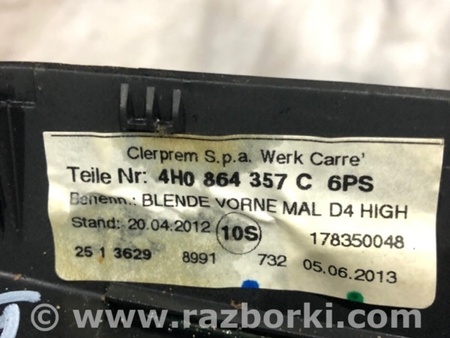 Clerprem S.p.a. Werk Carre'
Teile Nr: 4H0 864 357 C 6PS
Benenn.: BLENDE VORNE MAL D4 HIGH
Stand: 20.04.2012 10S 178350048
25 1 3629 8991 732 05.06.2013
© www.razborki.com